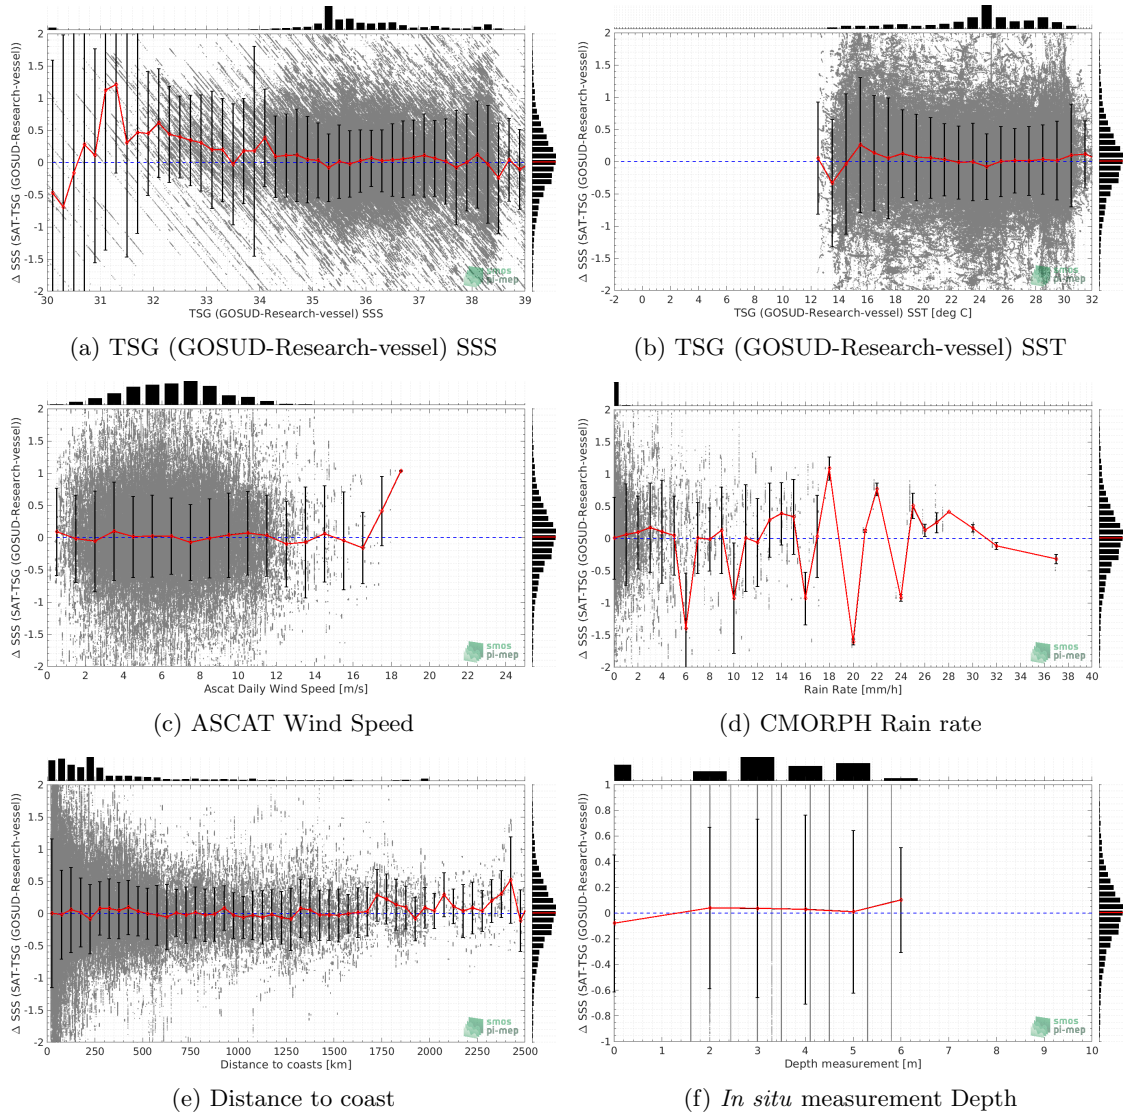 Δ SSS (SAT-TSG (GOSUD-Research-vessel))
2
1.5
1
0.5
0
-0.5
-1
-1.5
-2
30 31 32 33 34 35 36 37 38 39
TSG (GOSUD-Research-vessel) SSS
smos
pi-mep
(a) TSG (GOSUD-Research-vessel) SSS
Δ SSS (SAT-TSG (GOSUD-Research-vessel))
2
1.5
1
0.5
0
-0.5
-1
-1.5
-2
-2 0 2 4 6 8 10 12 14 16 18 20 22 24 26 28 30 32
TSG (GOSUD-Research-vessel) SST [deg C]
smos
pi-mep
(b) TSG (GOSUD-Research-vessel) SST
Δ SSS (SAT-TSG (GOSUD-Research-vessel))
2
1.5
1
0.5
0
-0.5
-1
-1.5
-2
0 2 4 6 8 10 12 14 16 18 20 22 24
Ascat Daily Wind Speed [m/s]
smos
pi-mep
(c) ASCAT Wind Speed
Δ SSS (SAT-TSG (GOSUD-Research-vessel))
2
1.5
1
0.5
0
-0.5
-1
-1.5
-2
0 2 4 6 8 10 12 14 16 18 20 22 24 26 28 30 32 34 36 38 40
Rain Rate [mm/h]
smos
pi-mep
(d) CMORPH Rain rate
Δ SSS (SAT-TSG (GOSUD-Research-vessel))
2
1.5
1
0.5
0
-0.5
-1
-1.5
-2
0 250 500 750 1000 1250 1500 1750 2000 2250 2500
Distance to coasts [km]
smos
pi-mep
(e) Distance to coast
Δ SSS (SAT-TSG (GOSUD-Research-vessel))
1
0.8
0.6
0.4
0.2
0
-0.2
-0.4
-0.6
-0.8
-1
0 1 2 3 4 5 6 7 8 9 10
Depth measurement [m]
smos
pi-mep
(f) In situ measurement Depth